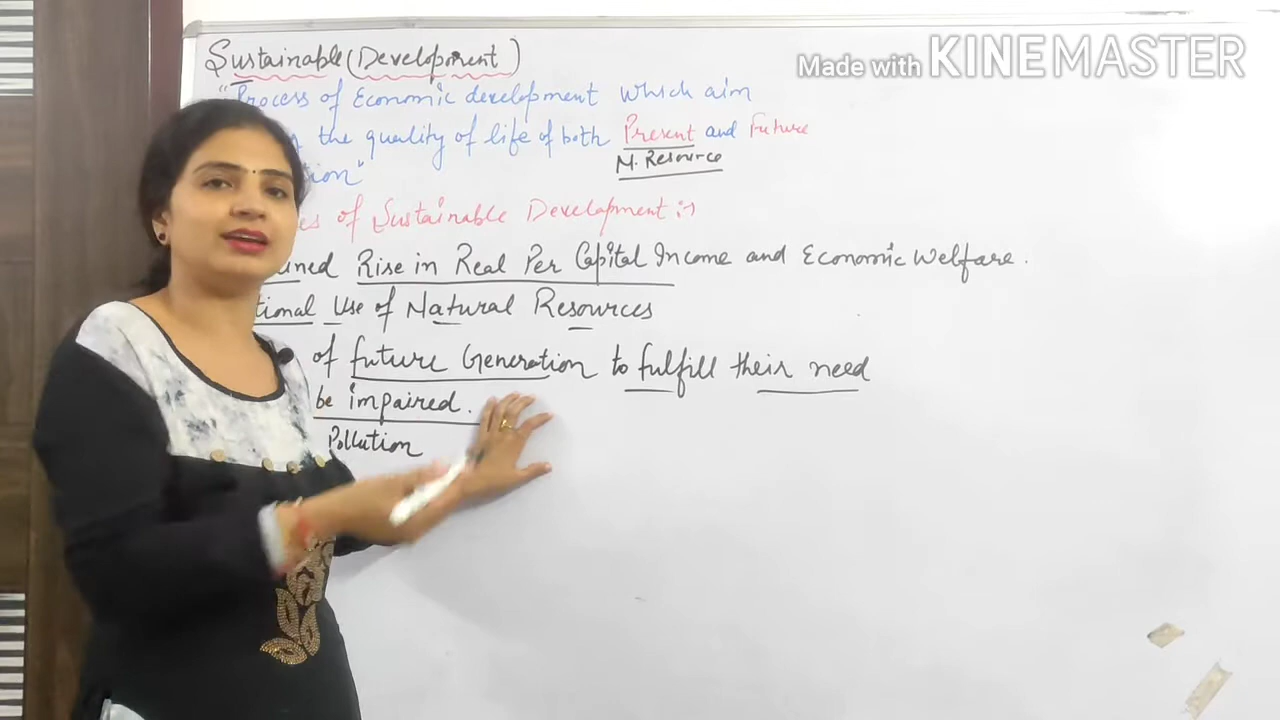 Made with KINEMASTER
Sustainable (Development)
"Process of Economic development which aim
the quality of life of both Present and Future
M. Resource
of Sustainable Development :-
Rise in Real Per Capital Income and Economic Welfare.
Use of Natural Resources
of future Generation to fulfill their need
be impaired.
Pollution